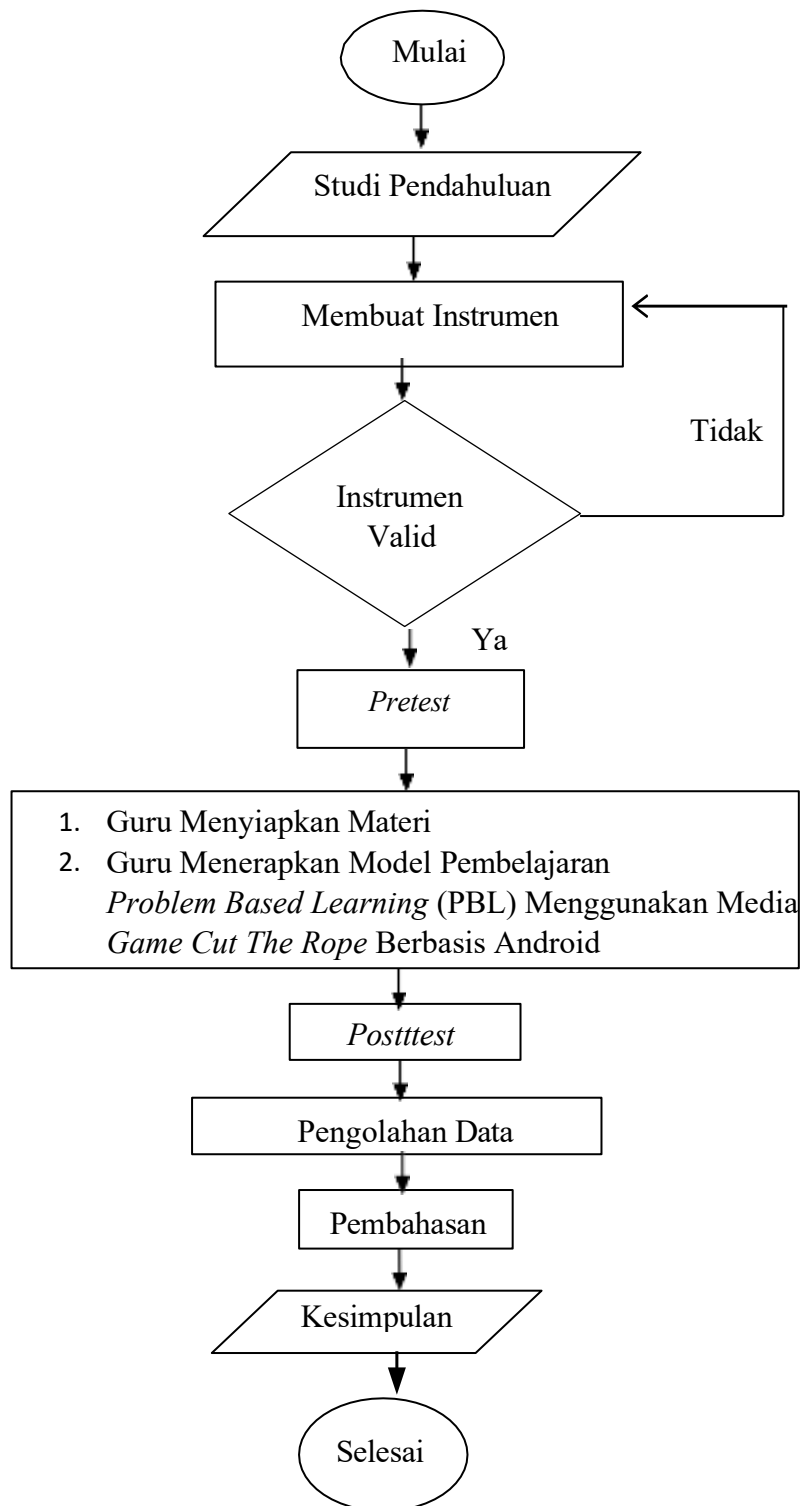 Mulai
Studi Pendahuluan
Membuat Instrumen
Tidak
Instrumen
Valid
Ya
Pretest
1. Guru Menyiapkan Materi
2. Guru Menerapkan Model Pembelajaran
Problem Based Learning (PBL) Menggunakan Media
Game Cut The Rope Berbasis Android
Postttest
Pengolahan Data
Pembahasan
Kesimpulan
Selesai